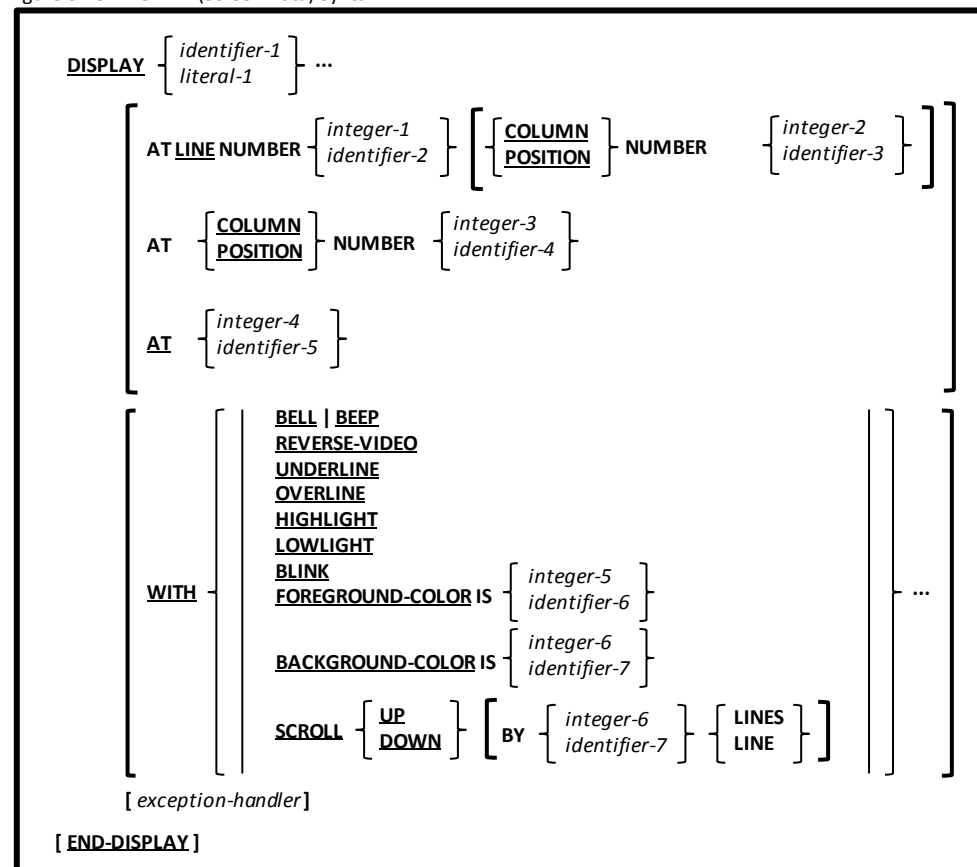 DISPLAY identifier-1 ...
literal-1
AT LINE NUMBER integer-1 COLUMN NUMBER integer-2
identifier-2 POSITION identifier-3
AT COLUMN NUMBER integer-3
POSITION identifier-4
AT integer-4
identifier-5
BELL | BEEP
REVERSE-VIDEO
UNDERLINE
OVERLINE
HIGHLIGHT
LOWLIGHT
BLINK
WITH FOREGROUND-COLOR IS integer-5 ...
identifier-6
BACKGROUND-COLOR IS integer-6
identifier-7
SCROLL UP BY integer-6 LINES
DOWN identifier-7 LINE
[ exception-handler ]
[ END-DISPLAY ]